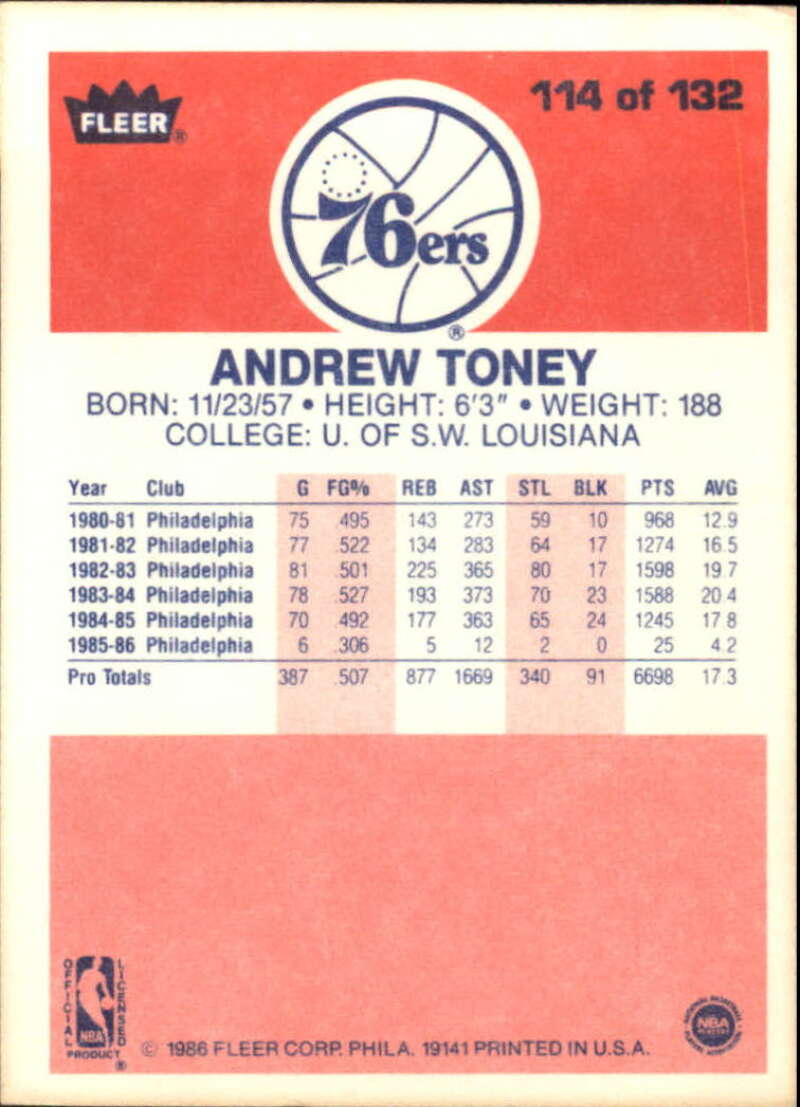 FLEER®
114 of 132
76ers
®
ANDREW TONEY
BORN: 11/23/57 • HEIGHT: 6'3" • WEIGHT: 188
COLLEGE: U. OF S.W. LOUISIANA
Year Club G FG% REB AST STL BLK PTS AVG
1980-81 Philadelphia 75 .495 143 273 59 10 968 12.9
1981-82 Philadelphia 77 .522 134 283 64 17 1274 16.5
1982-83 Philadelphia 81 .501 225 365 80 17 1598 19.7
1983-84 Philadelphia 78 .527 193 373 70 23 1588 20.4
1984-85 Philadelphia 70 .492 177 363 65 24 1245 17.8
1985-86 Philadelphia 6 .306 5 12 2 0 25 4.2
Pro Totals 387 .507 877 1669 340 91 6698 17.3
OFFICIAL
LICENSED
NBA
PRODUCT
®
© 1986 FLEER CORP. PHILA. 19141 PRINTED IN U.S.A.
NATIONAL BASKETBALL
NBA
PLAYERS
PLAYERS ASSOCIATION